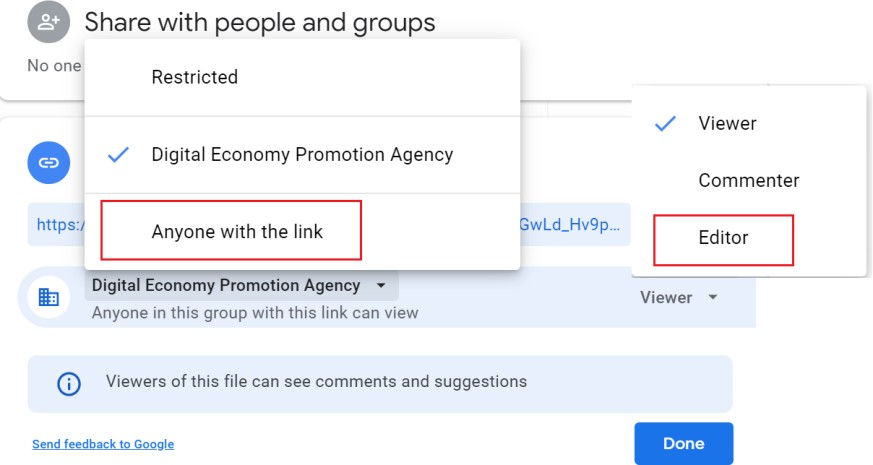 Share with people and groups
No one
Restricted
Digital Economy Promotion Agency
Anyone with the link
Viewer
Commenter
Editor
https:/
GwLd_Hv9p...
Digital Economy Promotion Agency
Viewer
Anyone in this group with this link can view
Viewers of this file can see comments and suggestions
Send feedback to Google
Done